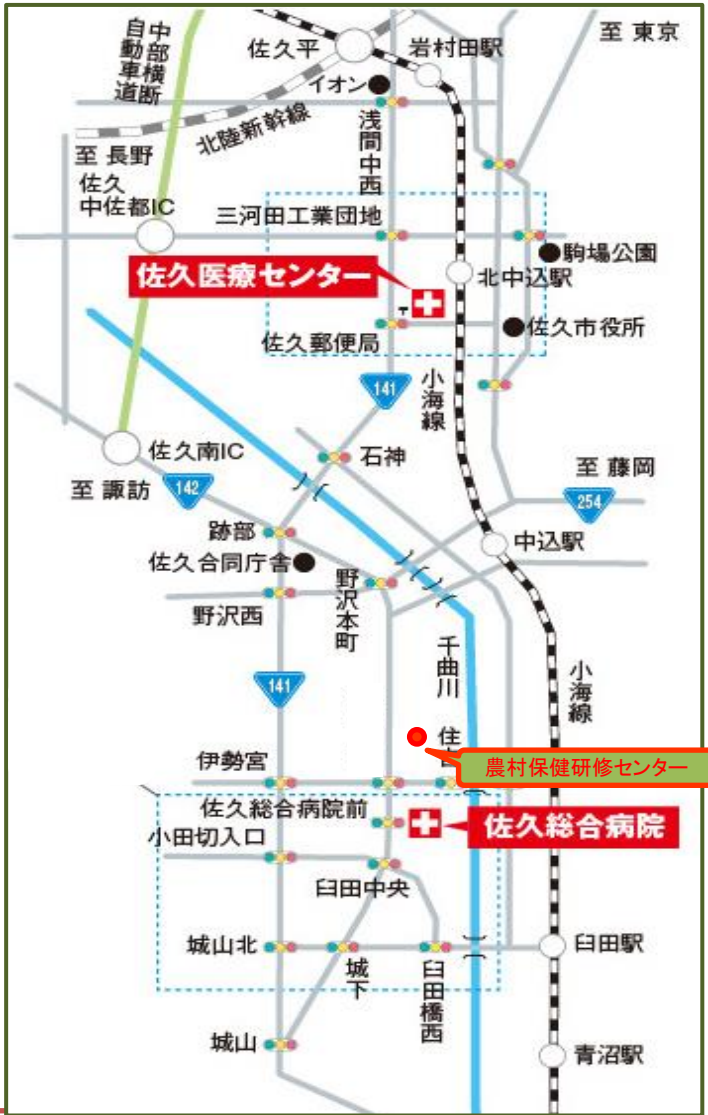 至 東京
佐久平
岩村田駅
中部横断
自動車道
イオン
北陸新幹線
浅間中西
至 長野
佐久
中佐都IC
三河田工業団地
駒場公園
佐久医療センター
北中込駅
〒
佐久郵便局
佐久市役所
141
小海線
石神
佐久南IC
至 藤岡
至 諏訪
142
254
跡部
中込駅
佐久合同庁舎
野沢本町
野沢西
千曲川
141
小海線
住
伊勢宮
農村保健研修センター
佐久総合病院前
佐久総合病院
小田切入口
臼田中央
城山北
城下
臼田橋西
臼田駅
城山
青沼駅